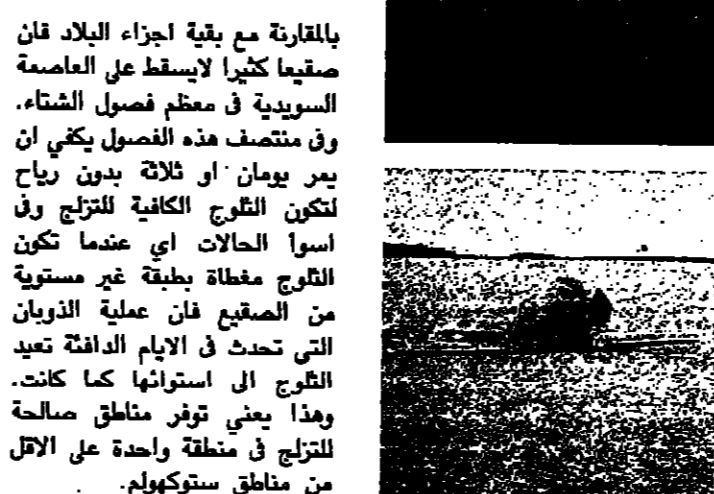 بالمقارنة مع بقية اجزاء البلاد فان
صقيعا كثيرا لايسقط على العاصمة
السويدية فى معظم فصول الشتاء.
وفى منتصف هذه الفصول يكفي ان
يمر يومان او ثلاثة بدون رياح
لتكون الثلوج الكافية للتزلج وفى
اسوا الحالات اي عندما تكون
الثلوج مغطاة بطبقة غير مستوية
من الصقيع فان عملية الذوبان
التي تحدث فى الايام الدافئة تعيد
الثلوج الى استوائها كما كانت.
وهذا يعني توفر مناطق صالحة
للتزلج فى منطقة واحدة على الاقل
من مناطق ستوكهولم.